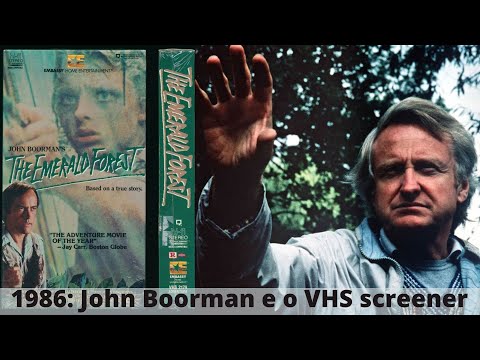 EMBASSY HOME ENTERTAINMENT
JOHN BOORMAN'S
THE EMERALD FOREST
Based on a true story.
"THE ADVENTURE MOVIE
OF THE YEAR"
—Jay Carr, Boston Globe
THE EMERALD FOREST
STEREO
EMBASSY
1986: John Boorman e o VHS screener